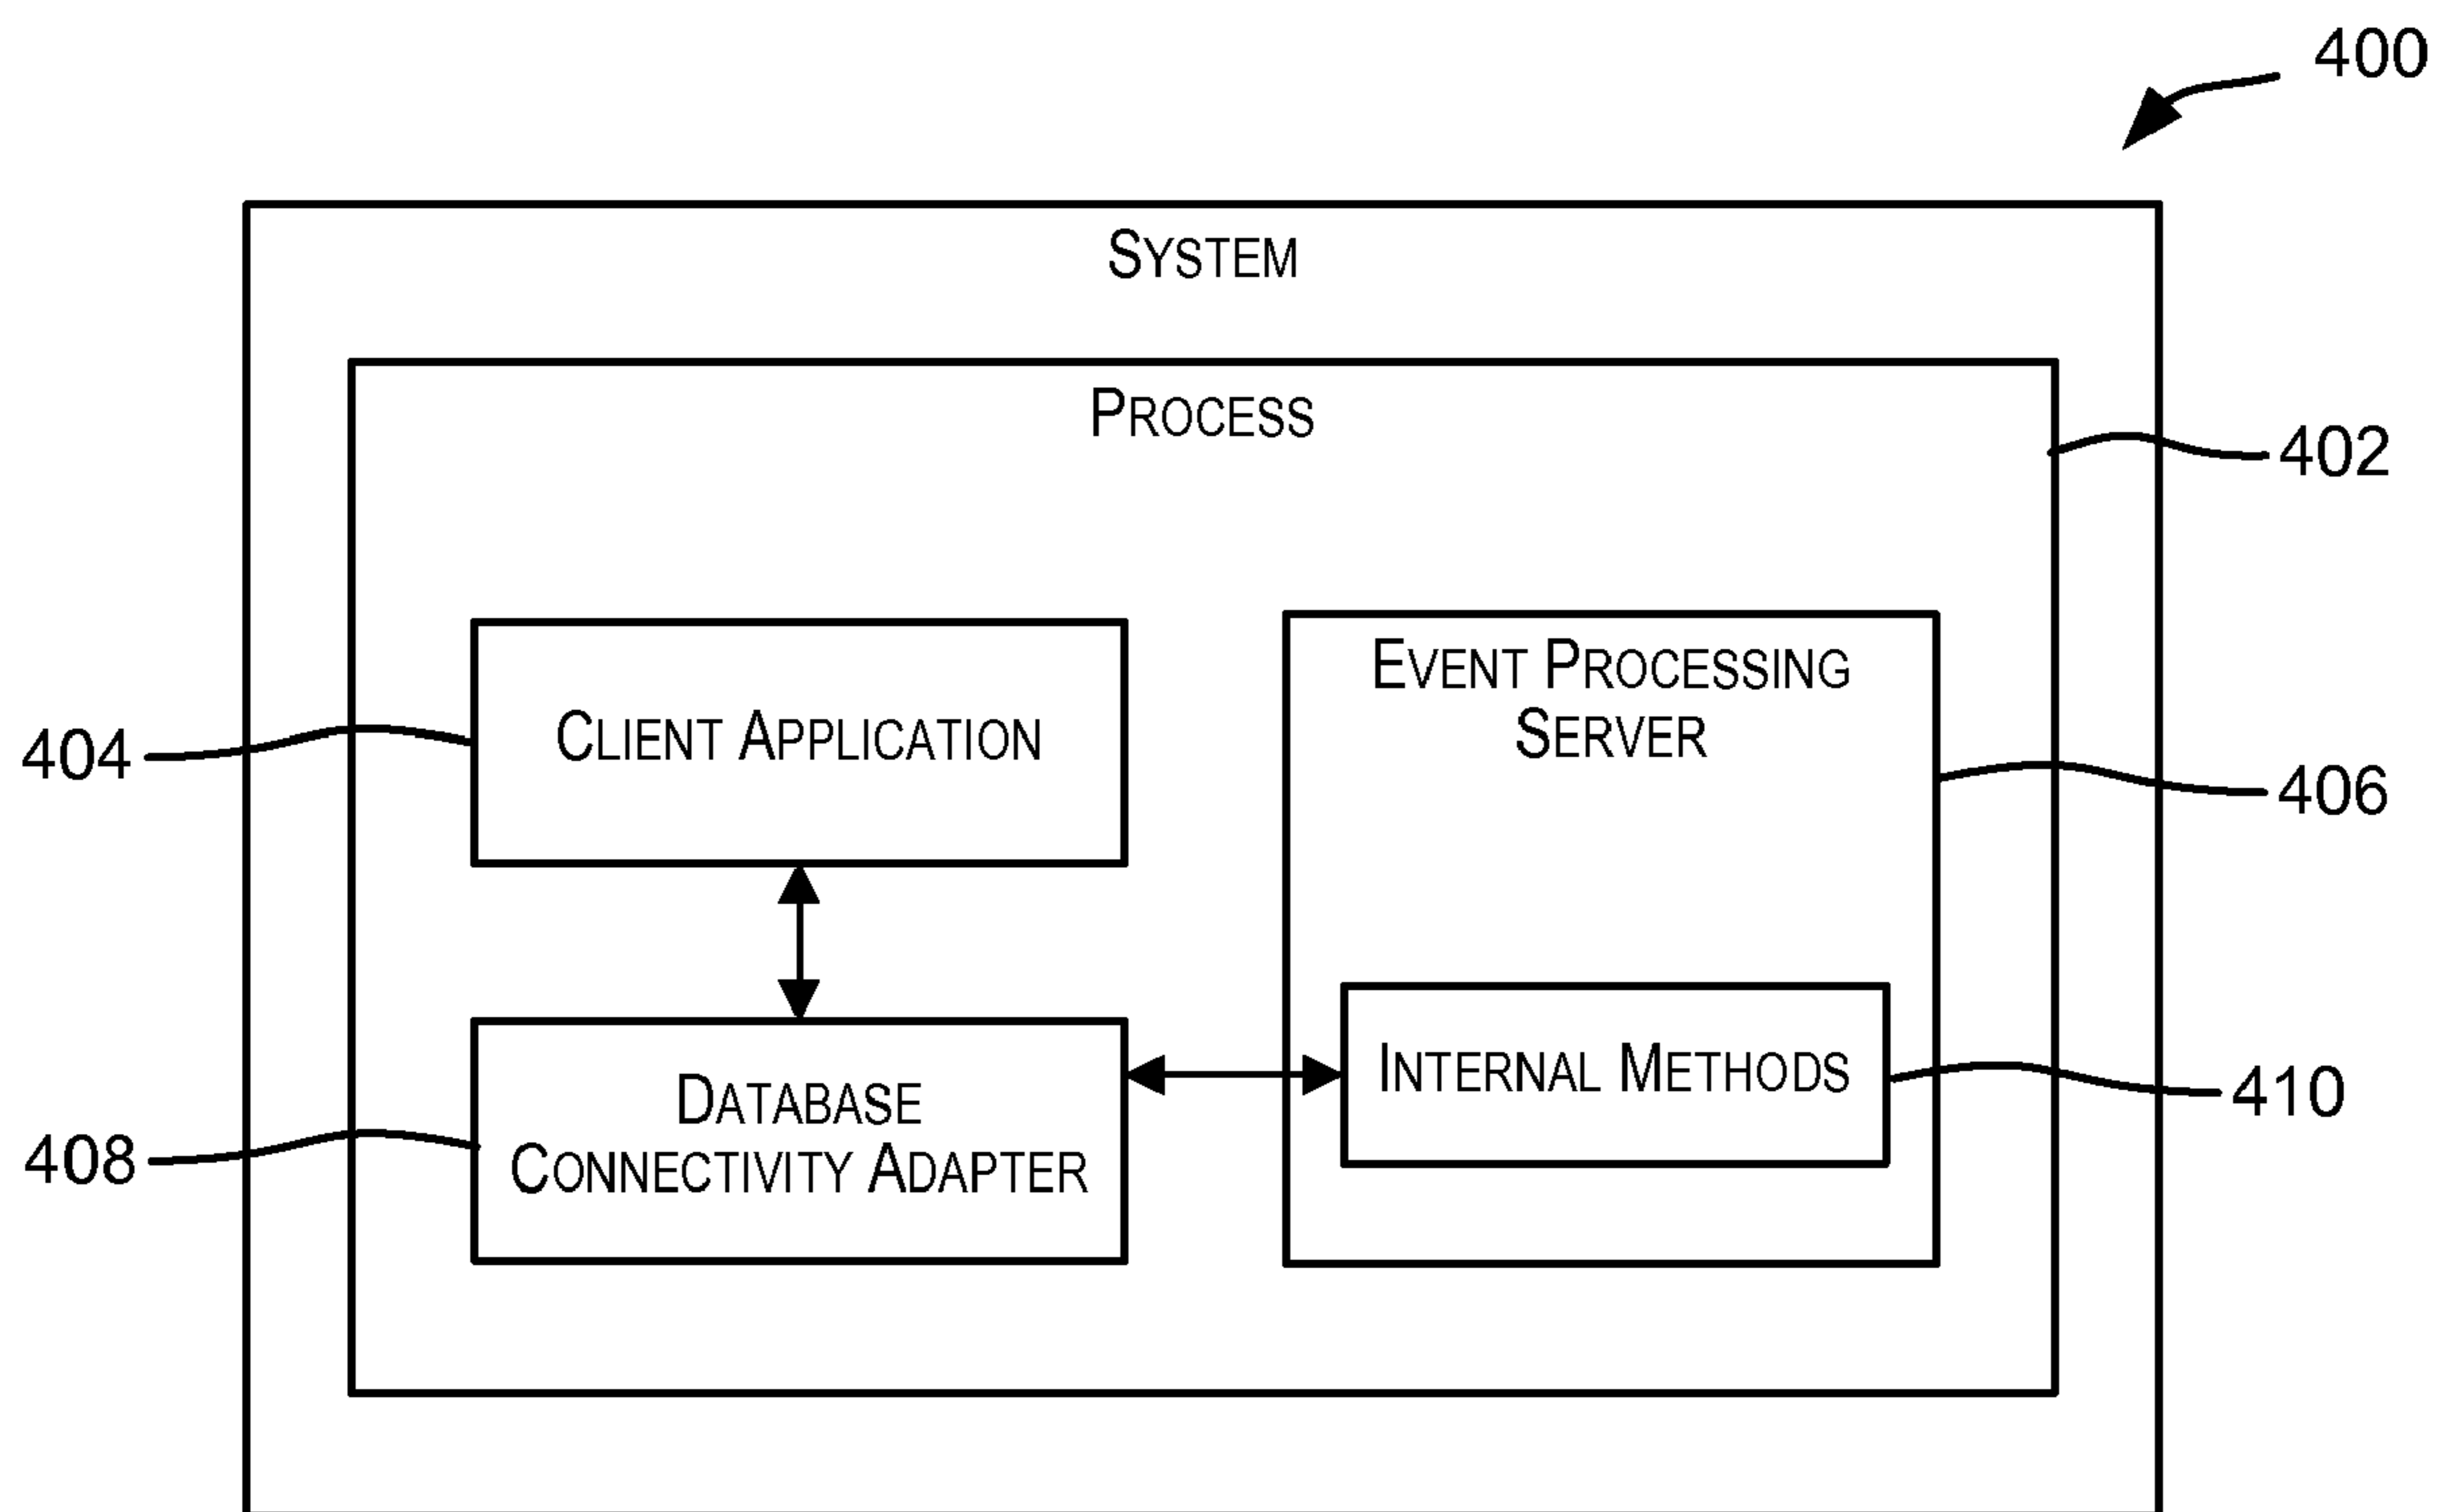 400
SYSTEM
PROCESS
402
EVENT PROCESSING
SERVER
CLIENT APPLICATION
404
406
INTERNAL METHODS
410
DATABASE
CONNECTIVITY ADAPTER
408